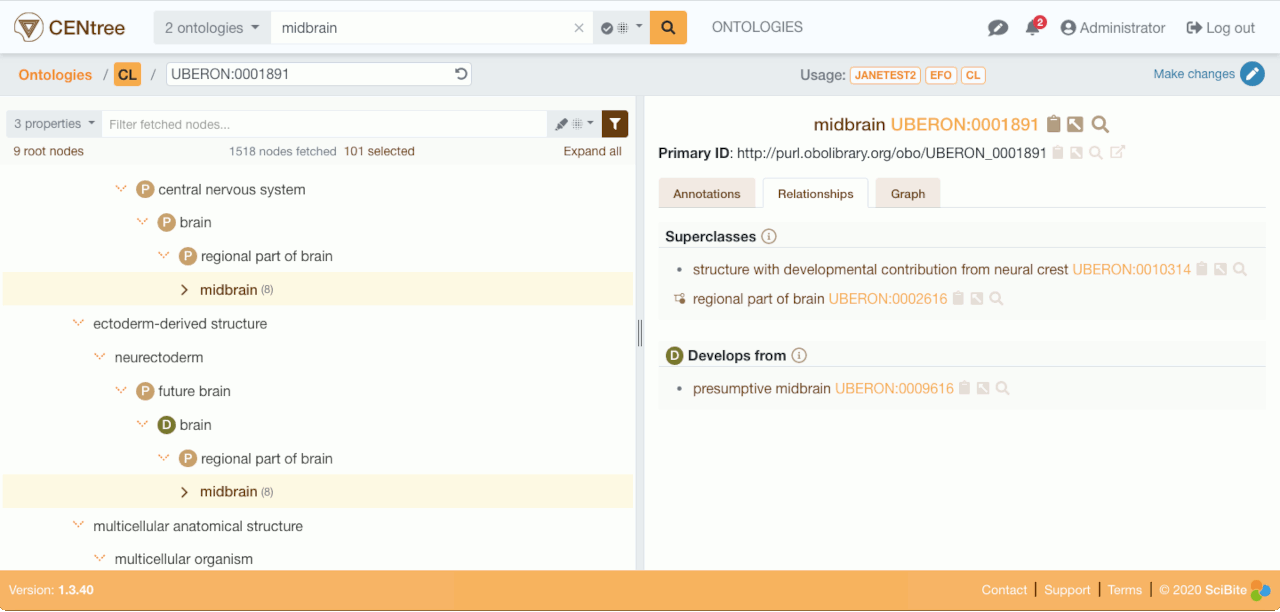 CENtree
2 ontologies
midbrain
ONTOLOGIES
2
Administrator
Log out
Ontologies / CL / UBERON:0001891
Usage: JANETEST2 EFO CL
Make changes
3 properties
Filter fetched nodes...
9 root nodes
1518 nodes fetched
101 selected
Expand all
P central nervous system
P brain
P regional part of brain
midbrain (8)
ectoderm-derived structure
neurectoderm
P future brain
D brain
P regional part of brain
midbrain (8)
multicellular anatomical structure
multicellular organism
midbrain UBERON:0001891
Primary ID: http://purl.obolibrary.org/obo/UBERON_0001891
Annotations
Relationships
Graph
Superclasses
• structure with developmental contribution from neural crest UBERON:0010314
regional part of brain UBERON:0002616
D Develops from
• presumptive midbrain UBERON:0009616
Version: 1.3.40
Contact | Support | Terms | © 2020 SciBite